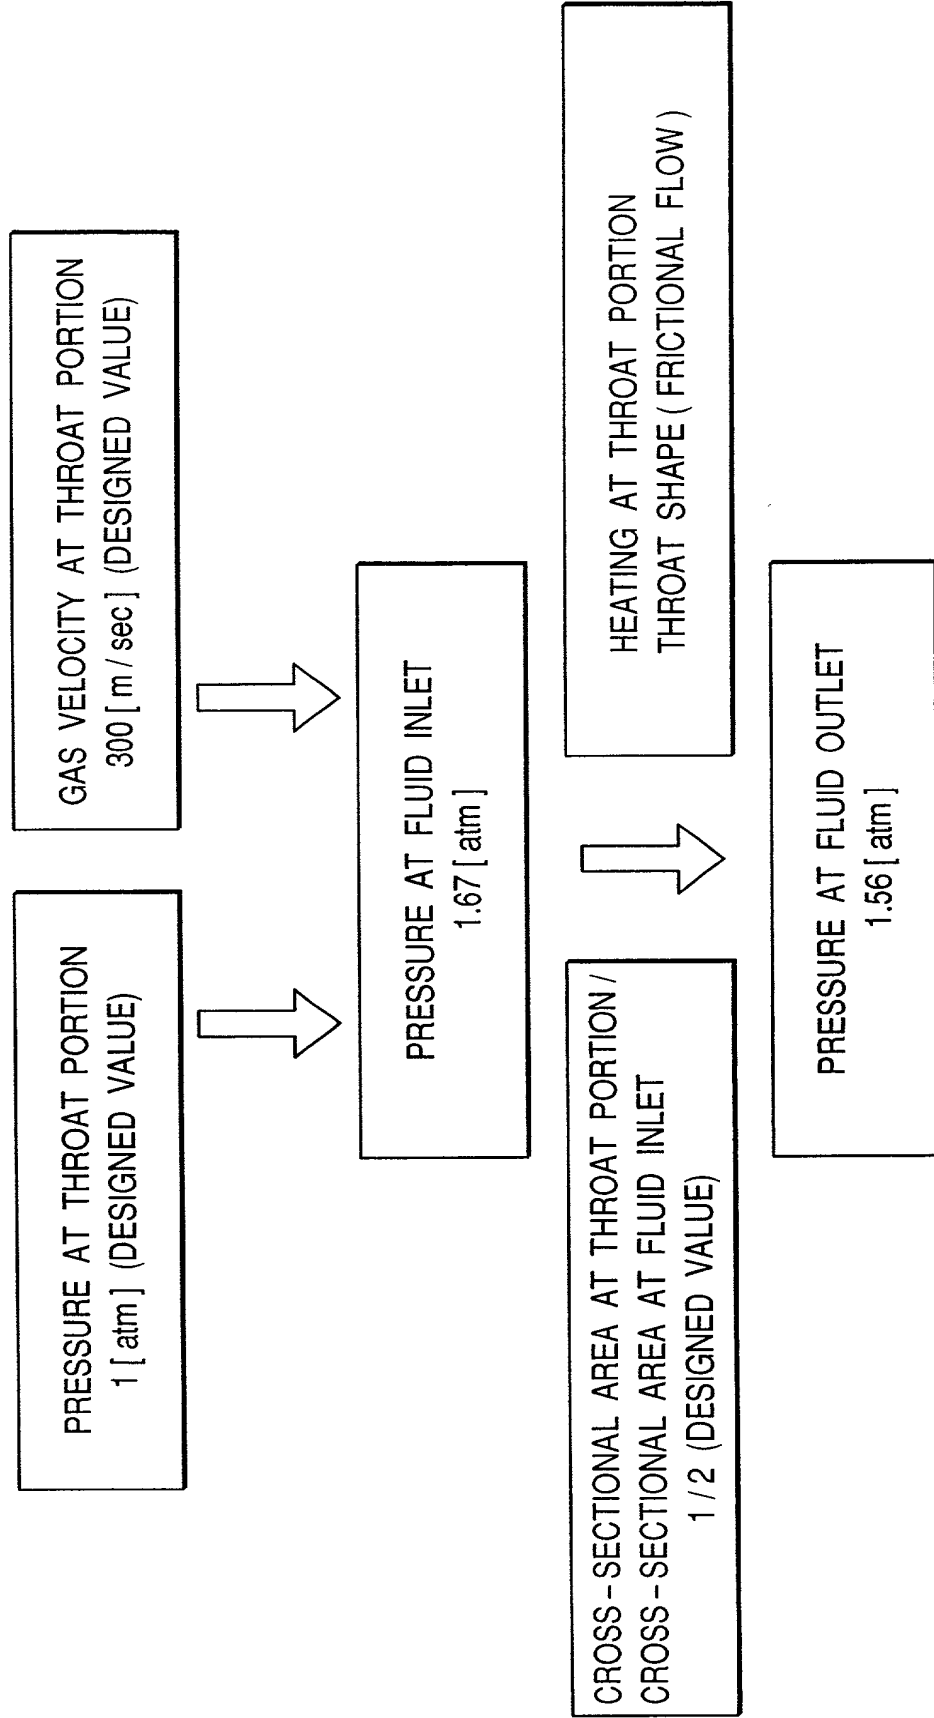 PRESSURE AT THROAT PORTION
1 [ atm ] (DESIGNED VALUE)
GAS VELOCITY AT THROAT PORTION
300 [ m / sec ] (DESIGNED VALUE)
PRESSURE AT FLUID INLET
1.67 [ atm ]
CROSS-SECTIONAL AREA AT THROAT PORTION /
CROSS-SECTIONAL AREA AT FLUID INLET
1 / 2 (DESIGNED VALUE)
HEATING AT THROAT PORTION
THROAT SHAPE ( FRICTIONAL FLOW )
PRESSURE AT FLUID OUTLET
1.56 [ atm ]